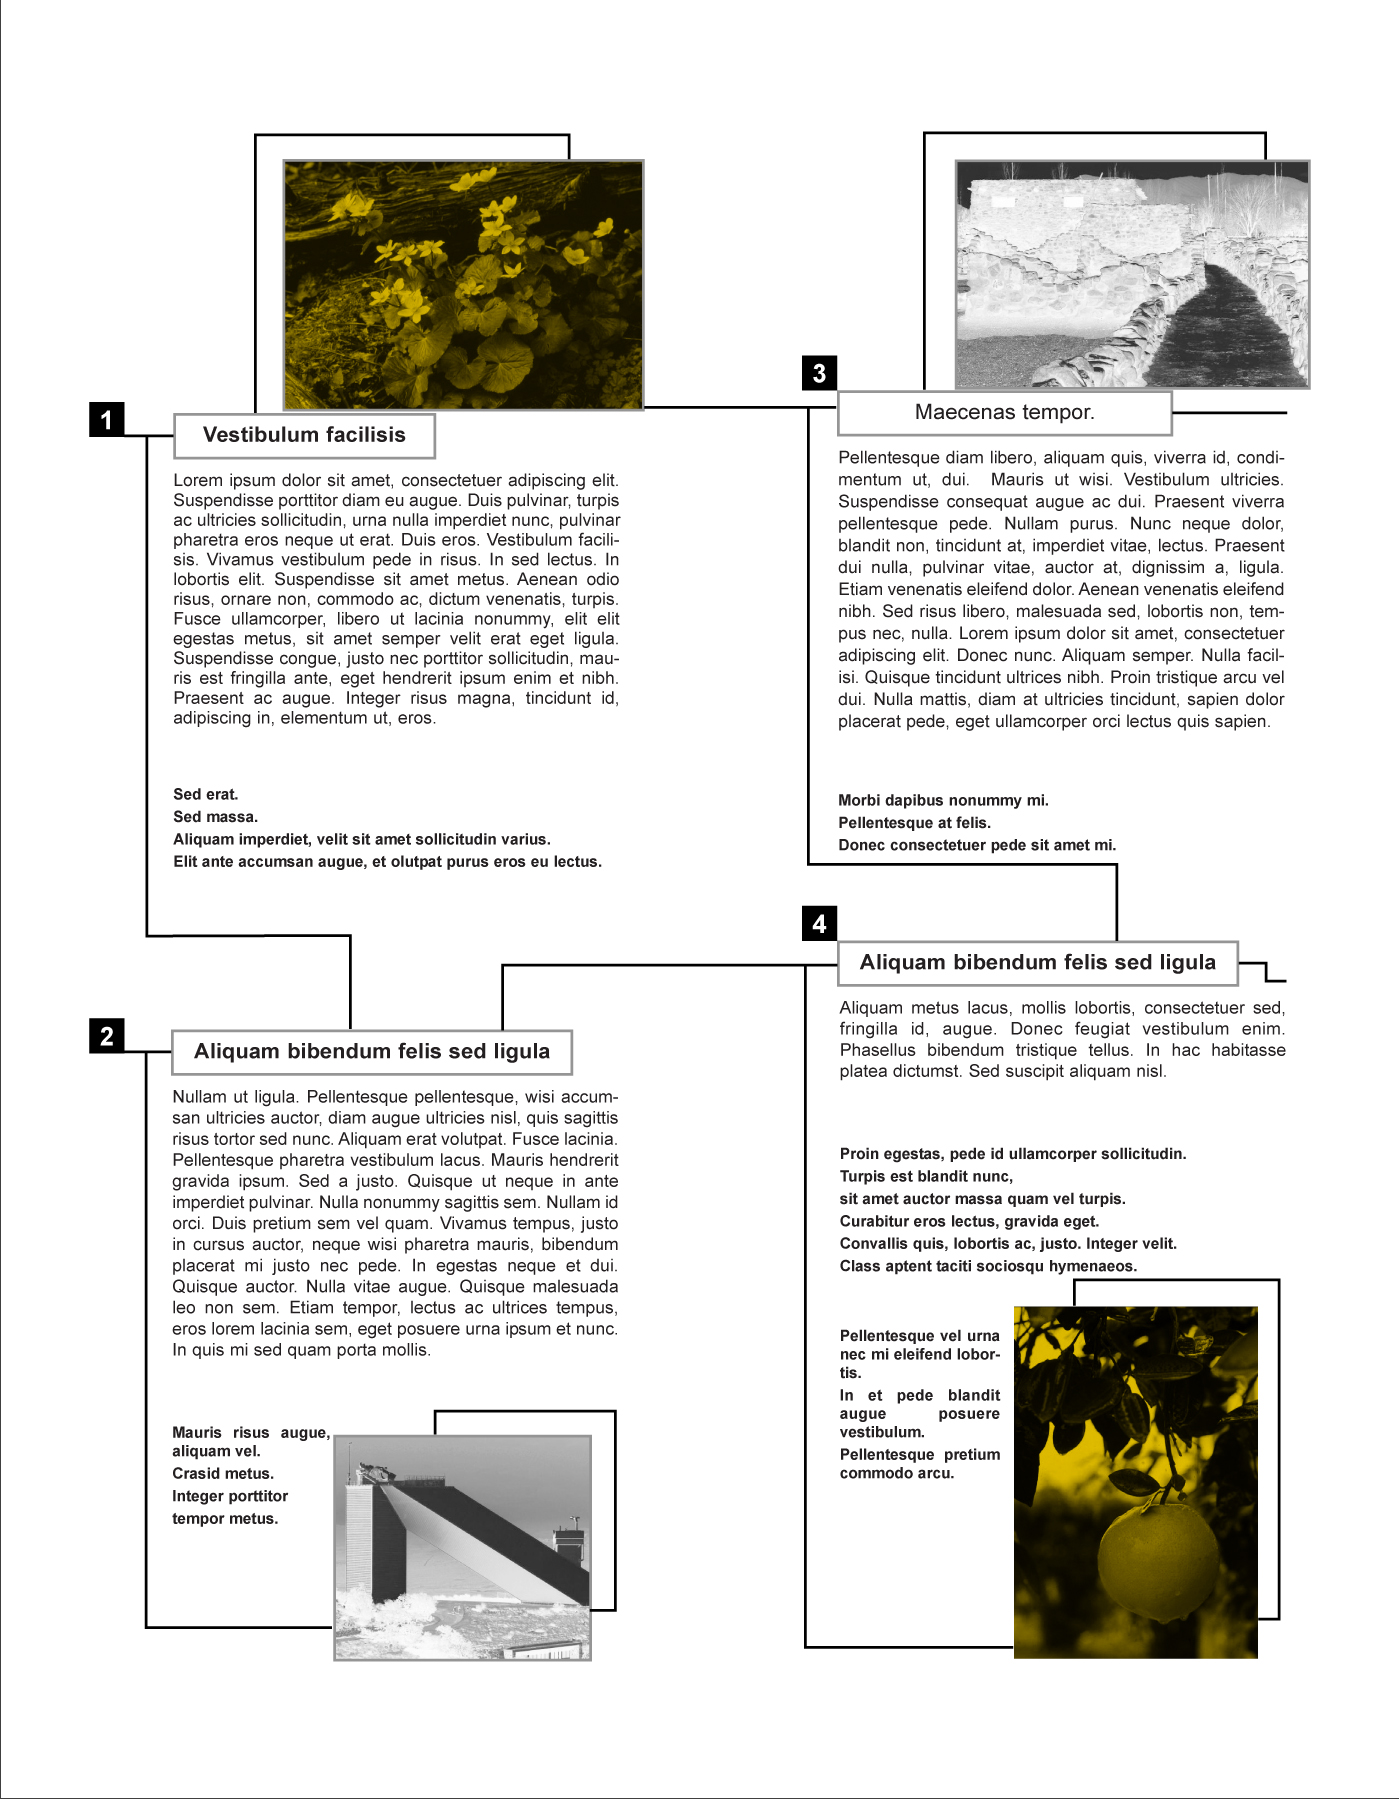 1
Vestibulum facilisis
Lorem ipsum dolor sit amet, consectetuer adipiscing elit.
Suspendisse porttitor diam eu augue. Duis pulvinar, turpis
ac ultricies sollicitudin, urna nulla imperdiet nunc, pulvinar
pharetra eros neque ut erat. Duis eros. Vestibulum facili-
sis. Vivamus vestibulum pede in risus. In sed lectus. In
lobortis elit. Suspendisse sit amet metus. Aenean odio
risus, ornare non, commodo ac, dictum venenatis, turpis.
Fusce ullamcorper, libero ut lacinia nonummy, elit elit
egestas metus, sit amet semper velit erat eget ligula.
Suspendisse congue, justo nec porttitor sollicitudin, mau-
ris est fringilla ante, eget hendrerit ipsum enim et nibh.
Praesent ac augue. Integer risus magna, tincidunt id,
adipiscing in, elementum ut, eros.
Sed erat.
Sed massa.
Aliquam imperdiet, velit sit amet sollicitudin varius.
Elit ante accumsan augue, et olutpat purus eros eu lectus.
2
Aliquam bibendum felis sed ligula
Nullam ut ligula. Pellentesque pellentesque, wisi accum-
san ultricies auctor, diam augue ultricies nisl, quis sagittis
risus tortor sed nunc. Aliquam erat volutpat. Fusce lacinia.
Pellentesque pharetra vestibulum lacus. Mauris hendrerit
gravida ipsum. Sed a justo. Quisque ut neque in ante
imperdiet pulvinar. Nulla nonummy sagittis sem. Nullam id
orci. Duis pretium sem vel quam. Vivamus tempus, justo
in cursus auctor, neque wisi pharetra mauris, bibendum
placerat mi justo nec pede. In egestas neque et dui.
Quisque auctor. Nulla vitae augue. Quisque malesuada
leo non sem. Etiam tempor, lectus ac ultrices tempus,
eros lorem lacinia sem, eget posuere urna ipsum et nunc.
In quis mi sed quam porta mollis.
Mauris risus augue,
aliquam vel.
Crasid metus.
Integer porttitor
tempor metus.
3
Maecenas tempor.
Pellentesque diam libero, aliquam quis, viverra id, condi-
mentum ut, dui. Mauris ut wisi. Vestibulum ultricies.
Suspendisse consequat augue ac dui. Praesent viverra
pellentesque pede. Nullam purus. Nunc neque dolor,
blandit non, tincidunt at, imperdiet vitae, lectus. Praesent
dui nulla, pulvinar vitae, auctor at, dignissim a, ligula.
Etiam venenatis eleifend dolor. Aenean venenatis eleifend
nibh. Sed risus libero, malesuada sed, lobortis non, tem-
pus nec, nulla. Lorem ipsum dolor sit amet, consectetuer
adipiscing elit. Donec nunc. Aliquam semper. Nulla facil-
isi. Quisque tincidunt ultrices nibh. Proin tristique arcu vel
dui. Nulla mattis, diam at ultricies tincidunt, sapien dolor
placerat pede, eget ullamcorper orci lectus quis sapien.
Morbi dapibus nonummy mi.
Pellentesque at felis.
Donec consectetuer pede sit amet mi.
4
Aliquam bibendum felis sed ligula
Aliquam metus lacus, mollis lobortis, consectetuer sed,
fringilla id, augue. Donec feugiat vestibulum enim.
Phasellus bibendum tristique tellus. In hac habitasse
platea dictumst. Sed suscipit aliquam nisl.
Proin egestas, pede id ullamcorper sollicitudin.
Turpis est blandit nunc,
sit amet auctor massa quam vel turpis.
Curabitur eros lectus, gravida eget.
Convallis quis, lobortis ac, justo. Integer velit.
Class aptent taciti sociosqu hymenaeos.
Pellentesque vel urna
nec mi eleifend lobor-
tis.
In et pede blandit
augue posuere
vestibulum.
Pellentesque pretium
commodo arcu.